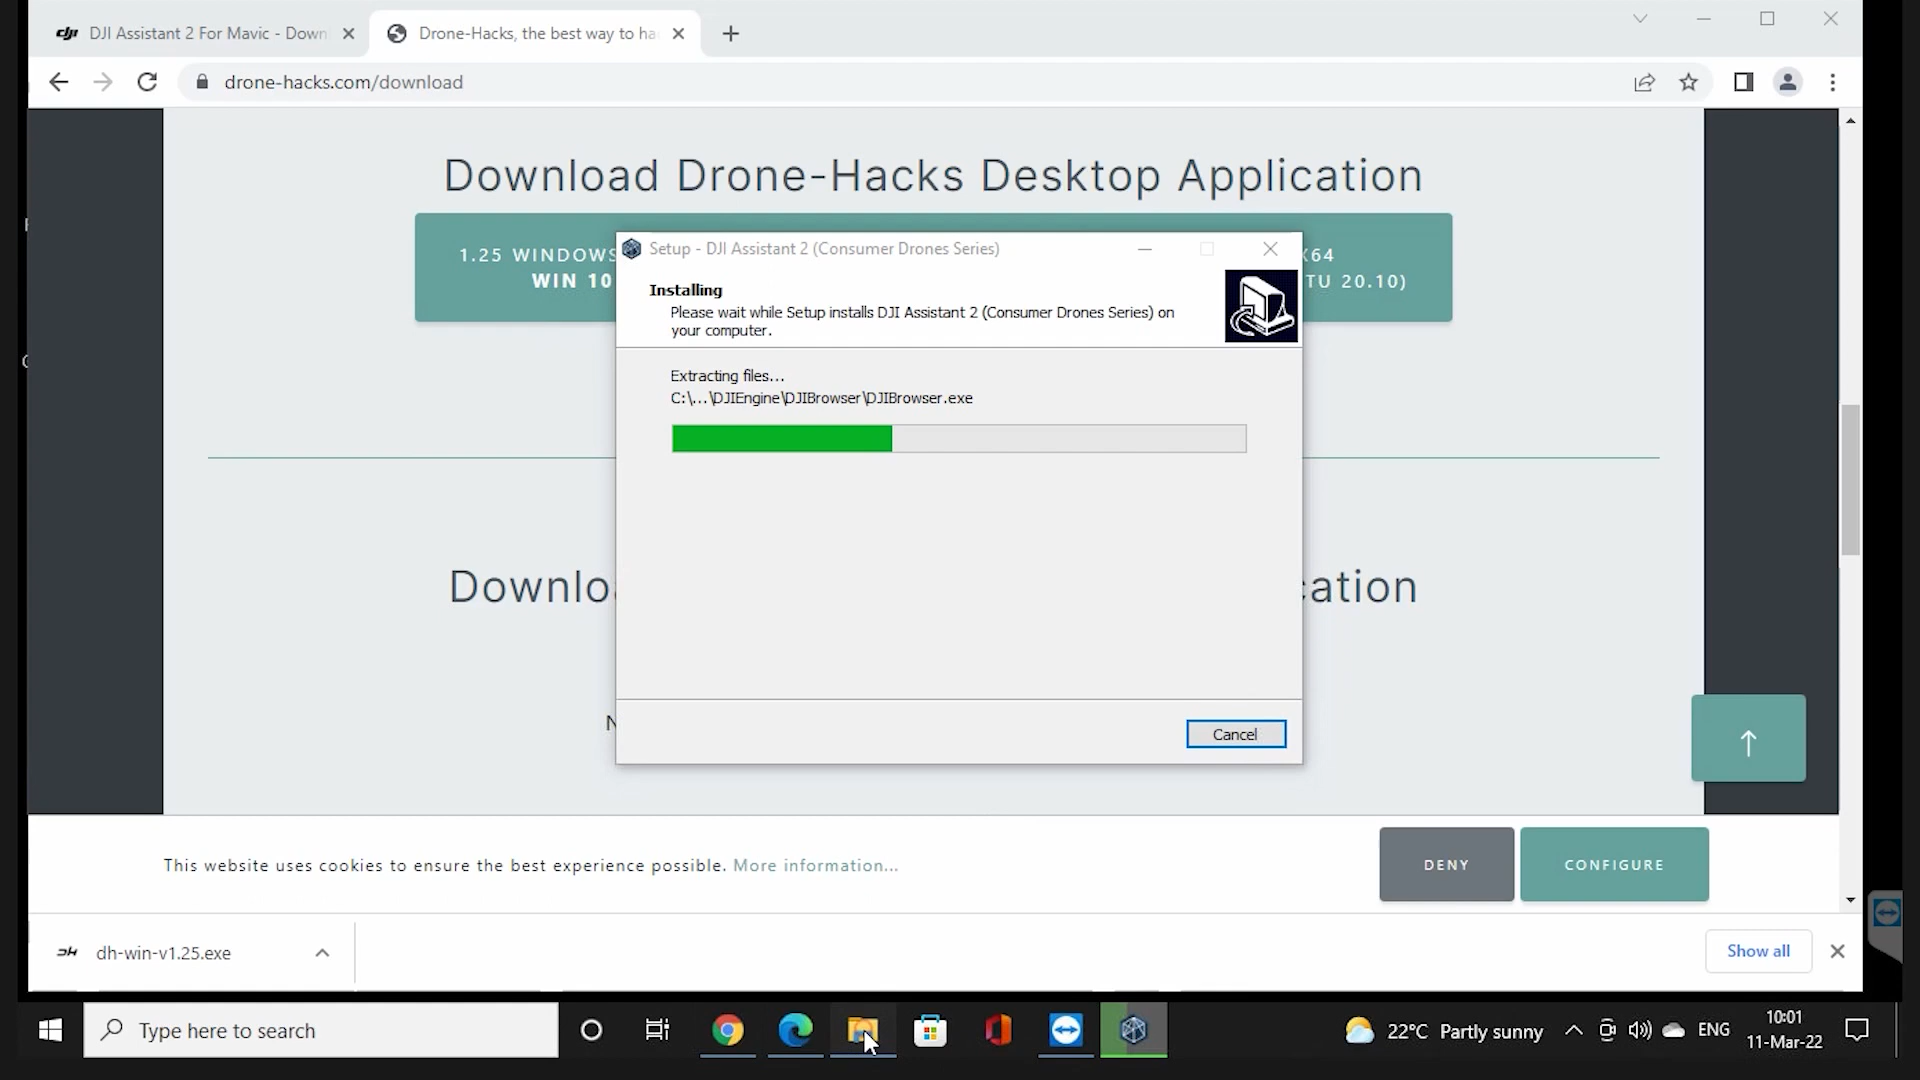 DJI Assistant 2 For Mavic - Down
Drone-Hacks, the best way to ha
drone-hacks.com/download
Download Drone-Hacks Desktop Application
1.25 WINDOWS
WIN 10
X64
TU 20.10)
Setup - DJI Assistant 2 (Consumer Drones Series)
Installing
Please wait while Setup installs DJI Assistant 2 (Consumer Drones Series) on
your computer.
Extracting files...
C:\...\DJIEngine\DJIBrowser\DJIBrowser.exe
Downlo
cation
N
Cancel
This website uses cookies to ensure the best experience possible. More information...
DENY
CONFIGURE
dh-win-v1.25.exe
Show all
Type here to search
22°C Partly sunny
ENG
10:01
11-Mar-22